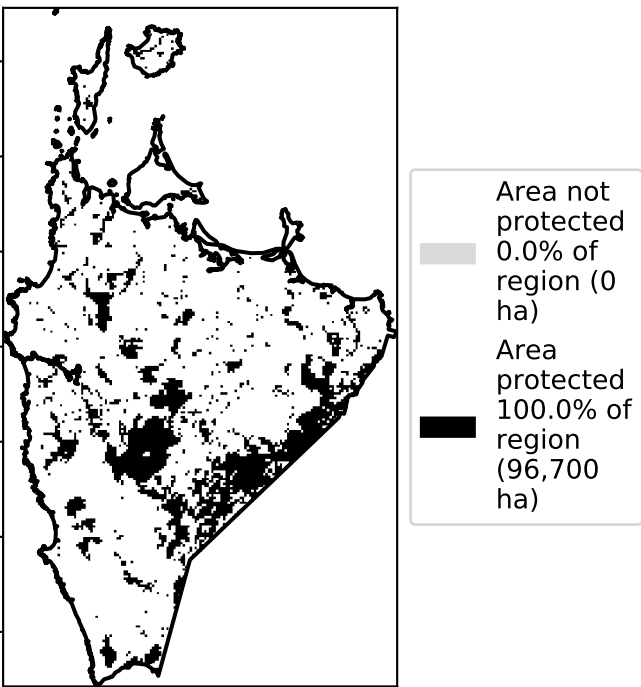 Area not
protected
0.0% of
region (0
ha)
Area
protected
100.0% of
region
(96,700
ha)